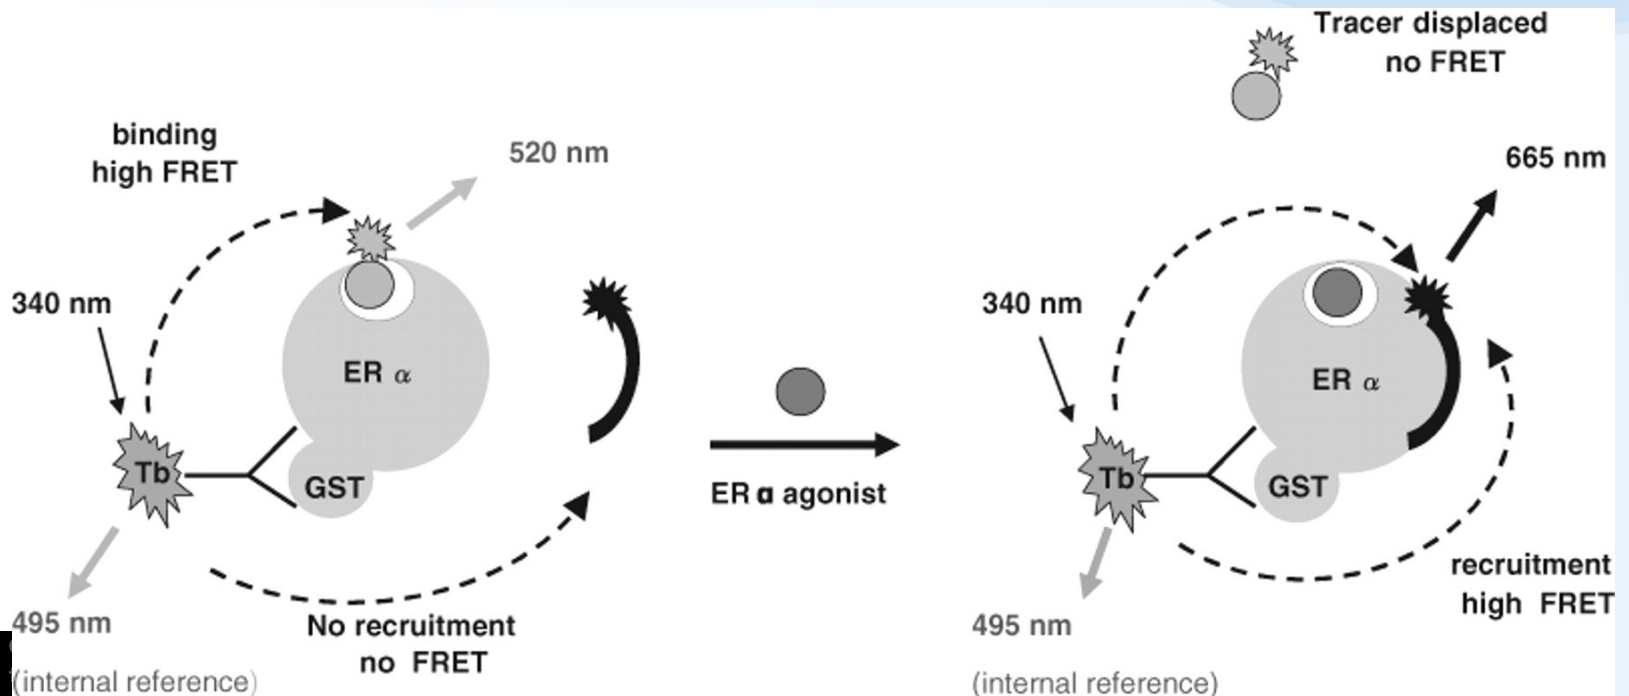 binding
high FRET
520 nm
340 nm
ER α
Tb
GST
495 nm
(internal reference)
No recruitment
no FRET
ER α agonist
Tracer displaced
no FRET
665 nm
340 nm
ER α
Tb
GST
recruitment
high FRET
495 nm
(internal reference)